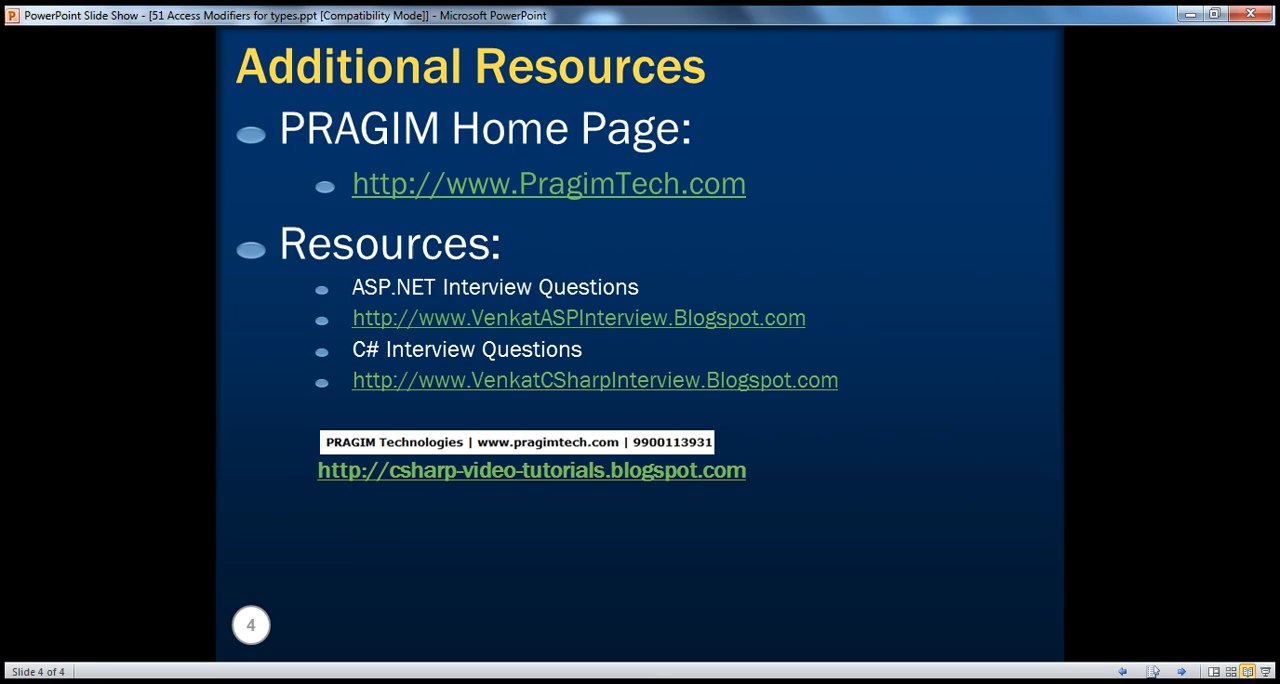 PowerPoint Slide Show - [51 Access Modifiers for types.ppt [Compatibility Mode]] - Microsoft PowerPoint
Additional Resources
PRAGIM Home Page:
http://www.PragimTech.com
Resources:
ASP.NET Interview Questions
http://www.VenkatASPInterview.Blogspot.com
C# Interview Questions
http://www.VenkatCSharpInterview.Blogspot.com
PRAGIM Technologies | www.pragimtech.com | 9900113931
http://csharp-video-tutorials.blogspot.com
4
Slide 4 of 4